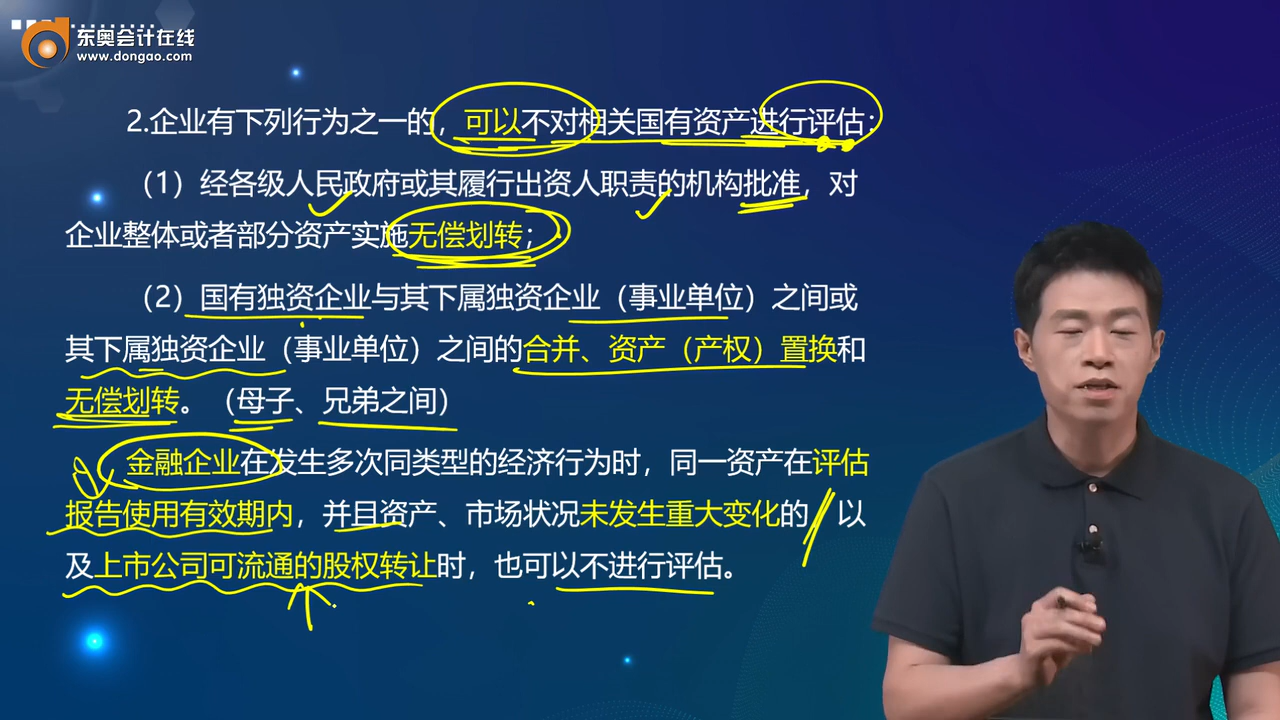 东奥会计在线
www.dongao.com
2.企业有下列行为之一的，可以不对相关国有资产进行评估：
（1）经各级人民政府或其履行出资人职责的机构批准，对
企业整体或者部分资产实施无偿划转；
（2）国有独资企业与其下属独资企业（事业单位）之间或
其下属独资企业（事业单位）之间的合并、资产（产权）置换和
无偿划转。（母子、兄弟之间）
金融企业在发生多次同类型的经济行为时，同一资产在评估
报告使用有效期内，并且资产、市场状况未发生重大变化的，以
及上市公司可流通的股权转让时，也可以不进行评估。